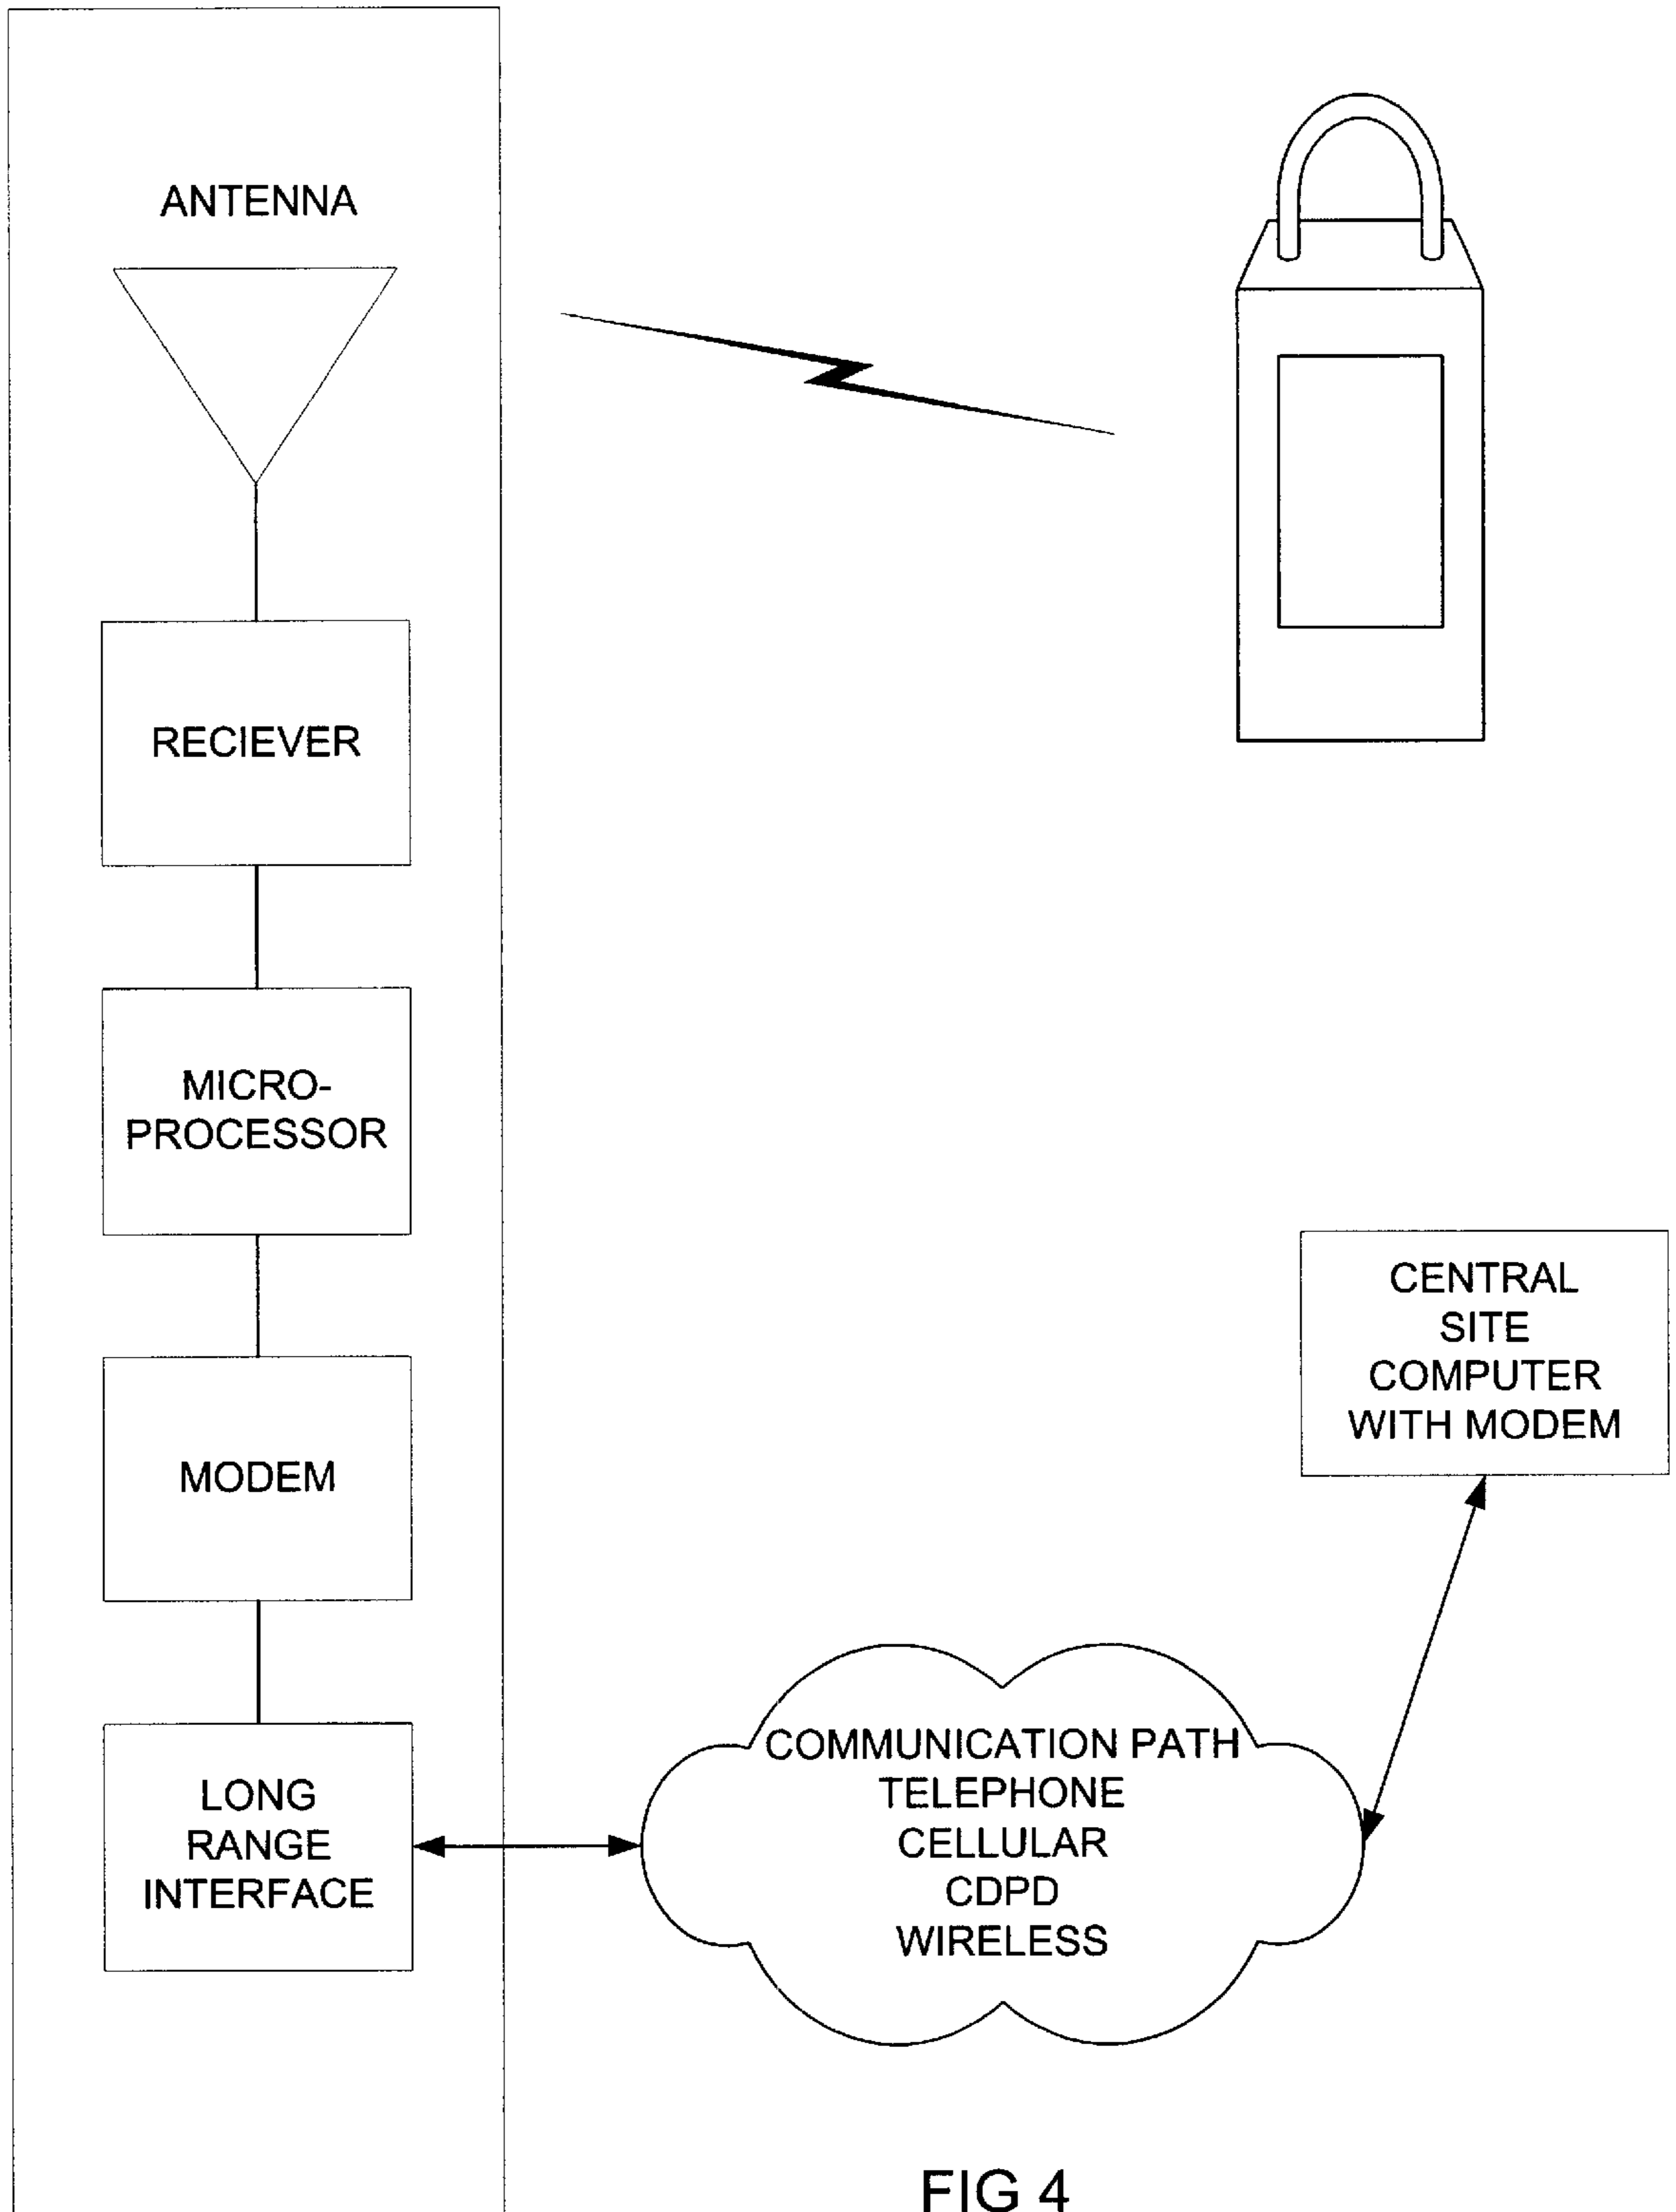 ANTENNA
RECIEVER
MICRO-
PROCESSOR
MODEM
LONG
RANGE
INTERFACE
COMMUNICATION PATH
TELEPHONE
CELLULAR
CDPD
WIRELESS
CENTRAL
SITE
COMPUTER
WITH MODEM
FIG 4